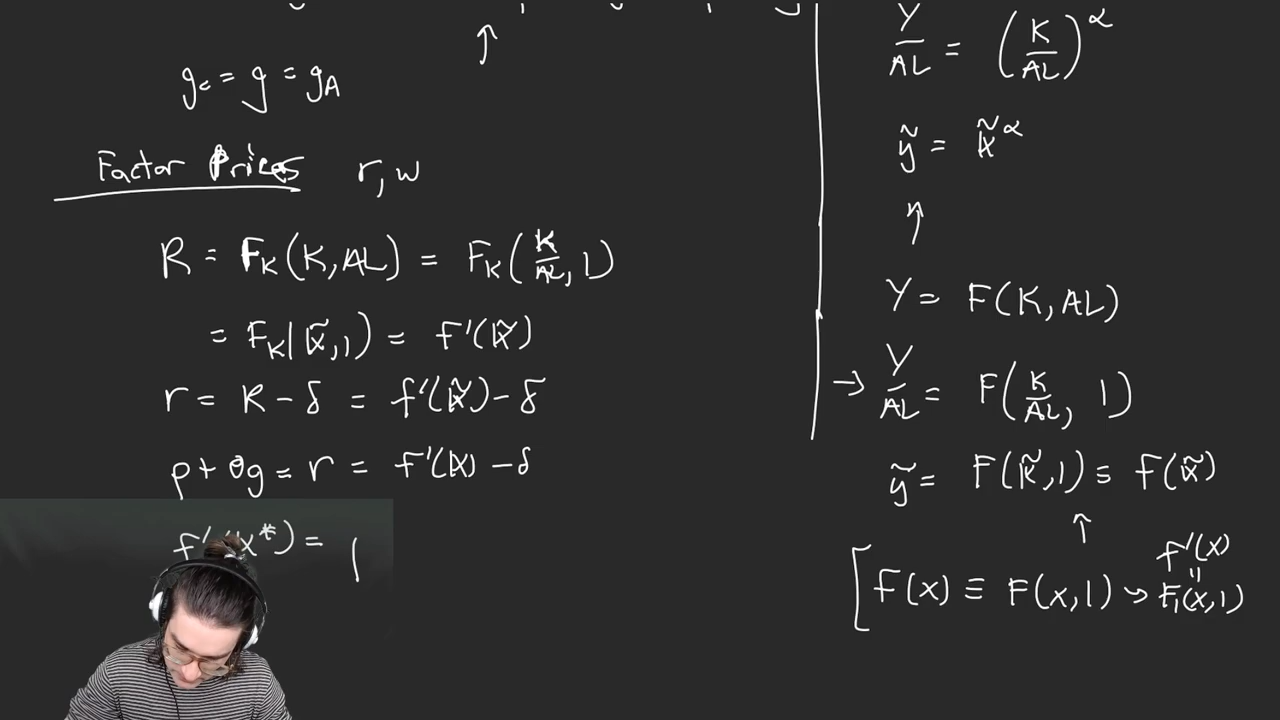 g_c = g = g_A
Factor Prices r, w
R = F_K(K, AL) = F_K(K/AL, 1)
= F_K(k̃, 1) = f'(k̃)
r = R - δ = f'(k̃) - δ
ρ + θg = r = f'(k̃) - δ
Y/AL = (K/AL)^α
ỹ = k̃^α
↑
Y = F(K, AL)
→ Y/AL = F(K/AL, 1)
ỹ = F(k̃, 1) ≡ f(k̃)
↑
f'(x)
"
[f(x) ≡ F(x, 1) ↘ F_1(x, 1)